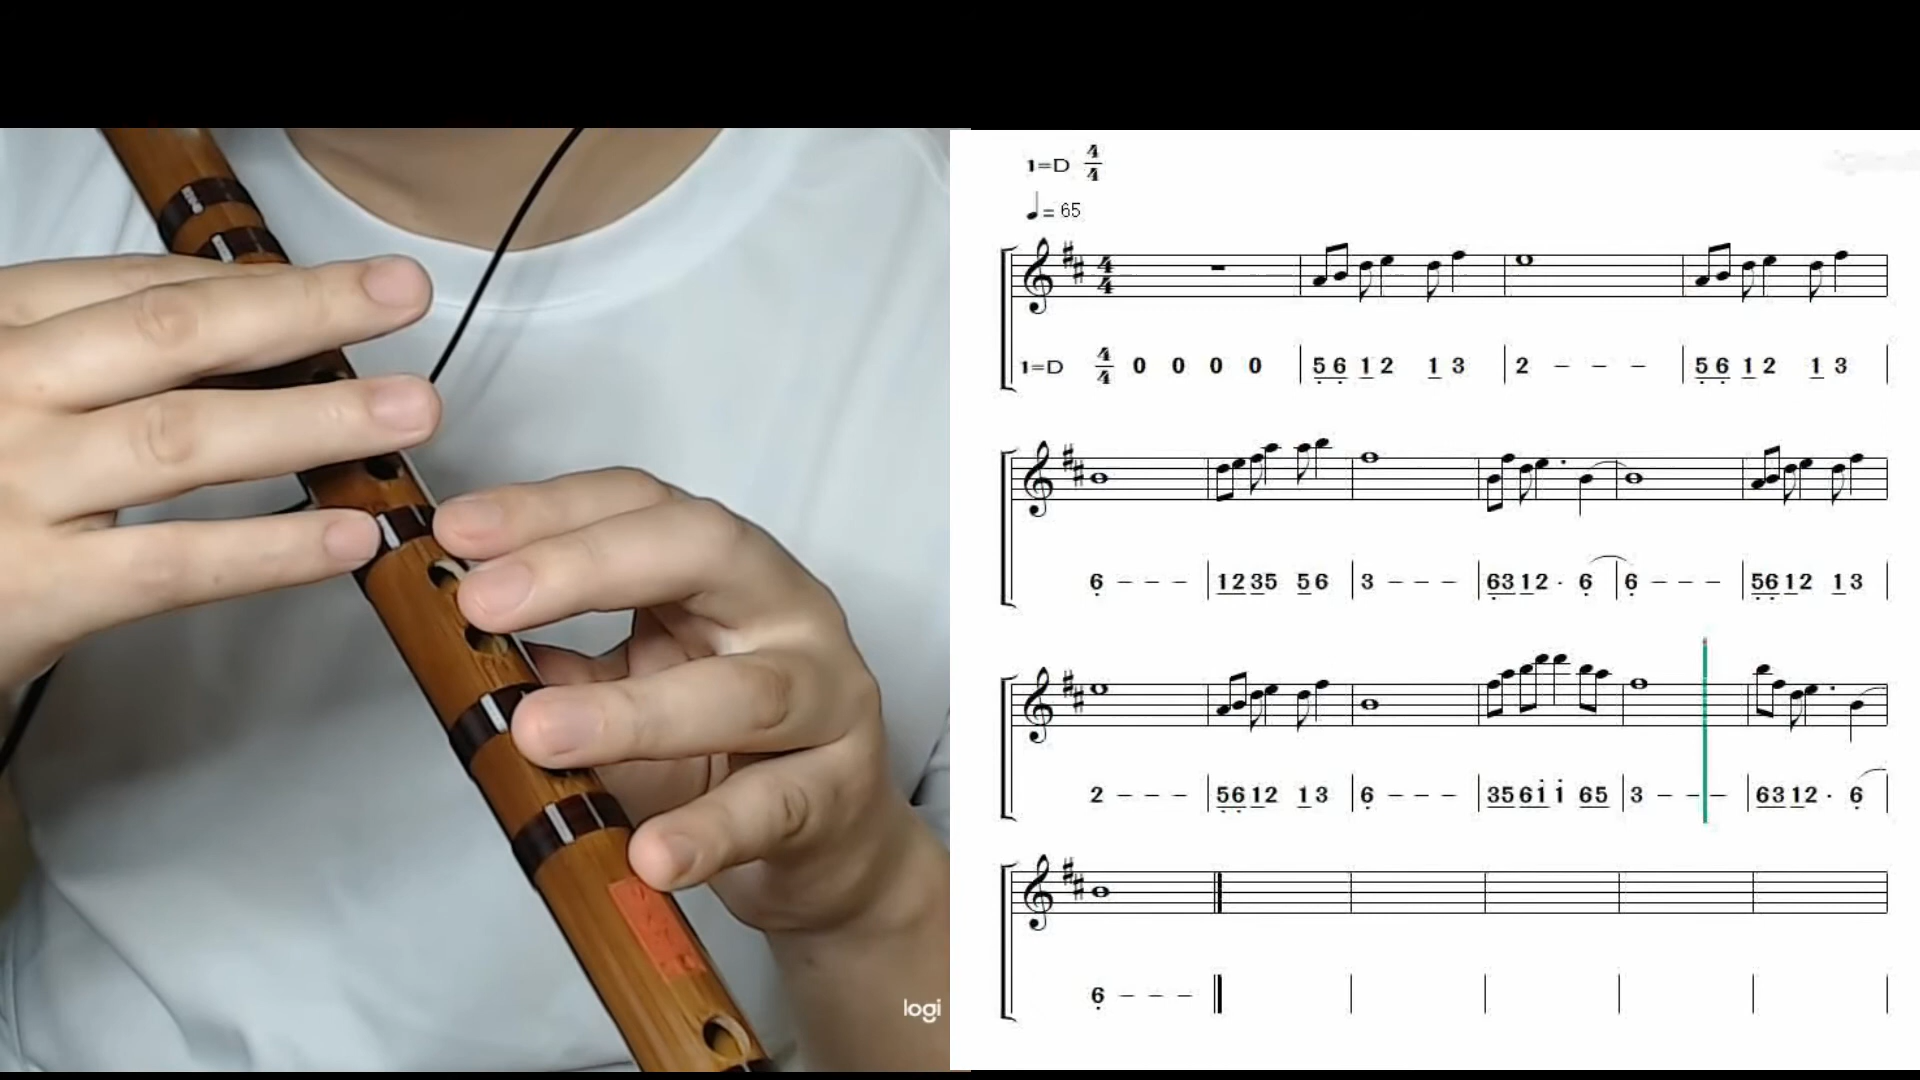 1=D 4/4
♩= 65
1=D 4/4 0 0 0 0 | 5̣ 6̣ 1 2 1 3 | 2 – – – | 5̣ 6̣ 1 2 1 3 |
6̣ – – – | 1 2 3 5 5 6 | 3 – – – | 6̣ 3 1 2 · 6̣ | 6̣ – – – | 5̣ 6̣ 1 2 1 3 |
2 – – – | 5̣ 6̣ 1 2 1 3 | 6̣ – – – | 3 5 6 1̇ 1̇ 6 5 | 3 – – – | 6 3 1 2 · 6̣ |
6̣ – – – ‖
logi